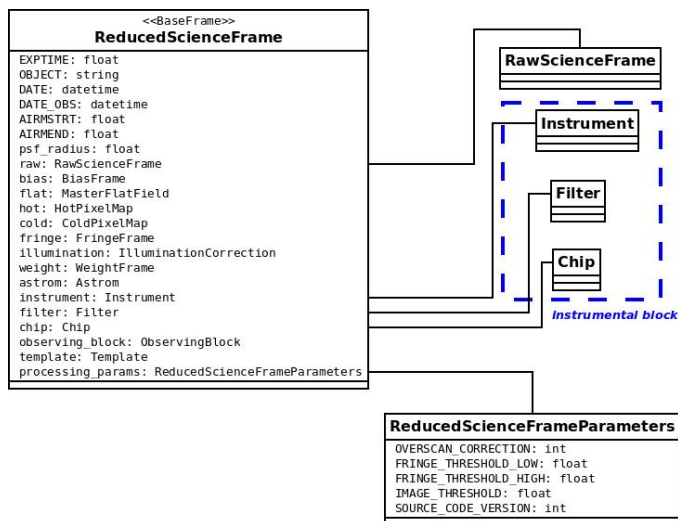 <<BaseFrame>>
ReducedScienceFrame
EXPTIME: float
OBJECT: string
DATE: datetime
DATE_OBS: datetime
AIRMSTRT: float
AIRMEND: float
psf_radius: float
raw: RawScienceFrame
bias: BiasFrame
flat: MasterFlatField
hot: HotPixelMap
cold: ColdPixelMap
fringe: FringeFrame
illumination: IlluminationCorrection
weight: WeightFrame
astrom: Astrom
instrument: Instrument
filter: Filter
chip: Chip
observing_block: ObservingBlock
template: Template
processing_params: ReducedScienceFrameParameters
RawScienceFrame
Instrument
Filter
Chip
instrumental block
ReducedScienceFrameParameters
OVERSCAN_CORRECTION: int
FRINGE_THRESHOLD_LOW: float
FRINGE_THRESHOLD_HIGH: float
IMAGE_THRESHOLD: float
SOURCE_CODE_VERSION: int